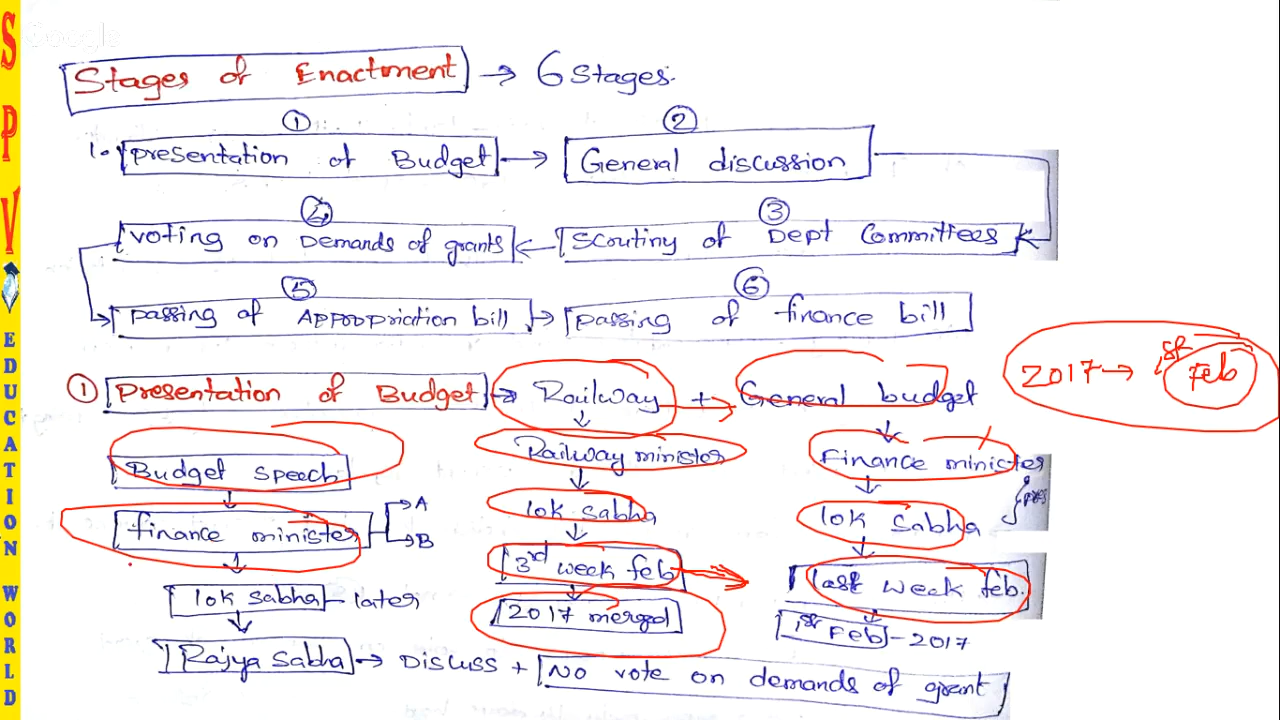 Google
SPV EDUCATION WORLD
Stages of Enactment → 6 Stages.
① ②
1. presentation of Budget → General discussion
④ ③
voting on Demands of grants ← Scrutiny of Dept Committees
⑤ ⑥
passing of Appropriation bill → passing of finance bill
① Presentation of Budget → Railway + General budget
2017 → 1st Feb
Budget speech
Railway minister
Finance minister
finance minister
A
B
lok sabha
lok sabha
3rd week feb
last week feb.
lok sabha – later
2017 merged
1st Feb – 2017
Rajya Sabha → Discuss + No vote on demands of grant